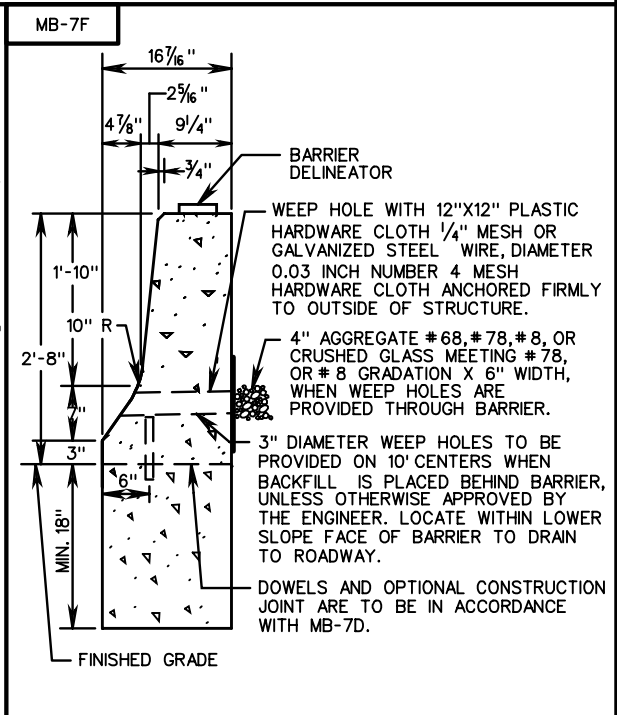 MB-7F
16 7/16"
2 5/16"
4 7/8"
9 1/4"
3/4"
BARRIER
DELINEATOR
WEEP HOLE WITH 12"X12" PLASTIC
HARDWARE CLOTH 1/4" MESH OR
GALVANIZED STEEL WIRE, DIAMETER
0.03 INCH NUMBER 4 MESH
HARDWARE CLOTH ANCHORED FIRMLY
TO OUTSIDE OF STRUCTURE.
1'-10"
10" R
2'-8"
7"
3"
6"
MIN. 18"
4" AGGREGATE #68, #78, #8, OR
CRUSHED GLASS MEETING #78,
OR #8 GRADATION X 6" WIDTH,
WHEN WEEP HOLES ARE
PROVIDED THROUGH BARRIER.
3" DIAMETER WEEP HOLES TO BE
PROVIDED ON 10' CENTERS WHEN
BACKFILL IS PLACED BEHIND BARRIER,
UNLESS OTHERWISE APPROVED BY
THE ENGINEER. LOCATE WITHIN LOWER
SLOPE FACE OF BARRIER TO DRAIN
TO ROADWAY.
DOWELS AND OPTIONAL CONSTRUCTION
JOINT ARE TO BE IN ACCORDANCE
WITH MB-7D.
FINISHED GRADE